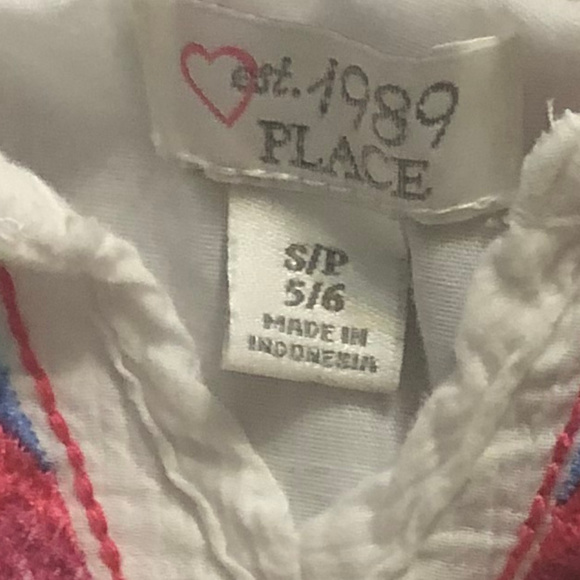 est. 1989
PLACE
S/P
5/6
MADE IN
INDONESIA